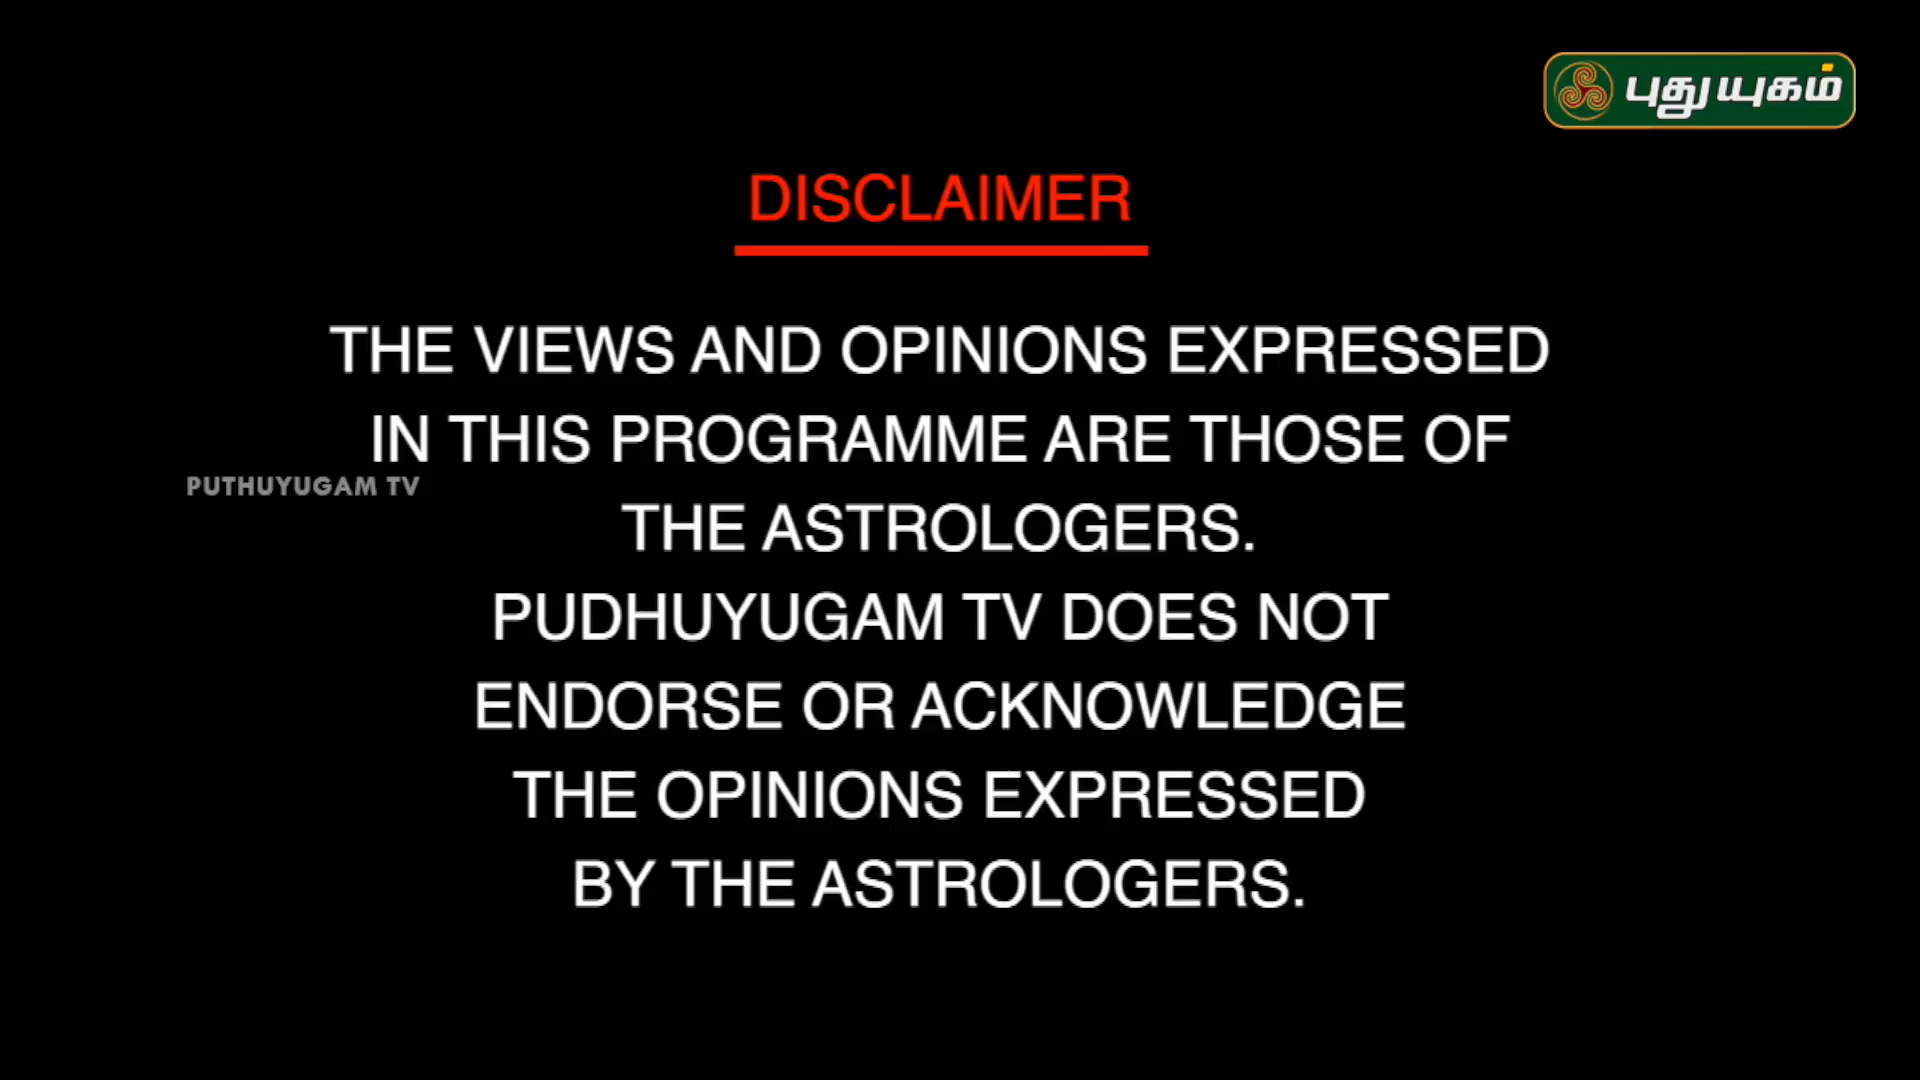 புதுயுகம்
DISCLAIMER
THE VIEWS AND OPINIONS EXPRESSED
IN THIS PROGRAMME ARE THOSE OF
PUTHUYUGAM TV
THE ASTROLOGERS.
PUDHUYUGAM TV DOES NOT
ENDORSE OR ACKNOWLEDGE
THE OPINIONS EXPRESSED
BY THE ASTROLOGERS.